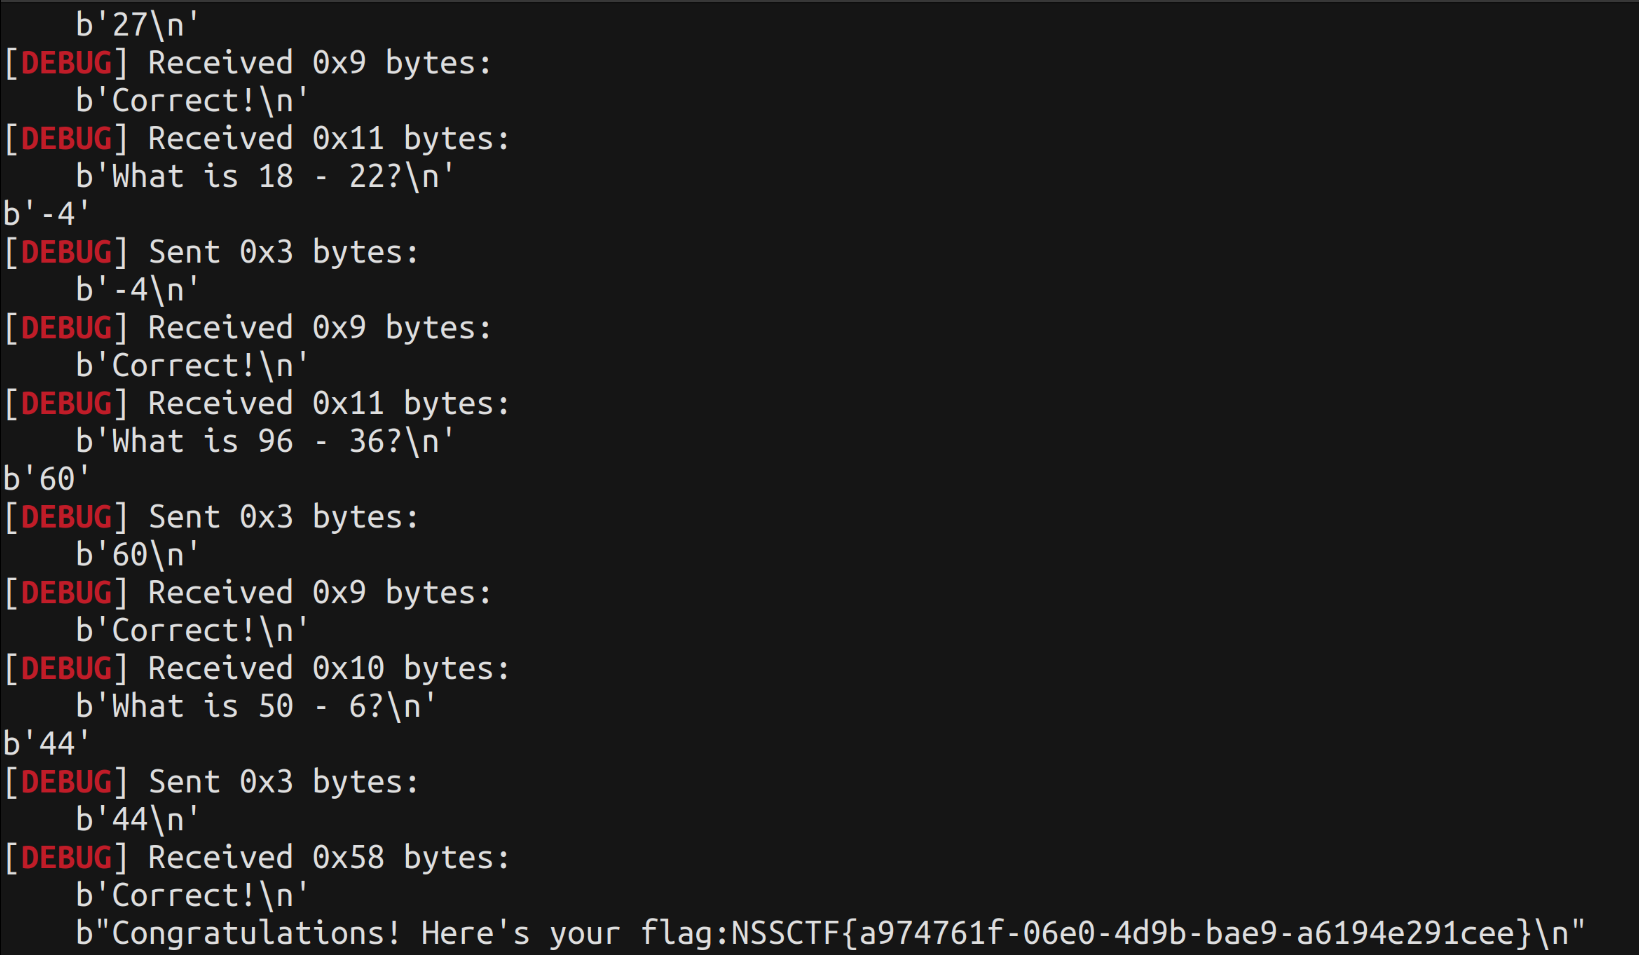 b'27\n'
[DEBUG] Received 0x9 bytes:
b'Correct!\n'
[DEBUG] Received 0x11 bytes:
b'What is 18 - 22?\n'
b'-4'
[DEBUG] Sent 0x3 bytes:
b'-4\n'
[DEBUG] Received 0x9 bytes:
b'Correct!\n'
[DEBUG] Received 0x11 bytes:
b'What is 96 - 36?\n'
b'60'
[DEBUG] Sent 0x3 bytes:
b'60\n'
[DEBUG] Received 0x9 bytes:
b'Correct!\n'
[DEBUG] Received 0x10 bytes:
b'What is 50 - 6?\n'
b'44'
[DEBUG] Sent 0x3 bytes:
b'44\n'
[DEBUG] Received 0x58 bytes:
b'Correct!\n'
b"Congratulations! Here's your flag:NSSCTF{a974761f-06e0-4d9b-bae9-a6194e291cee}\n"